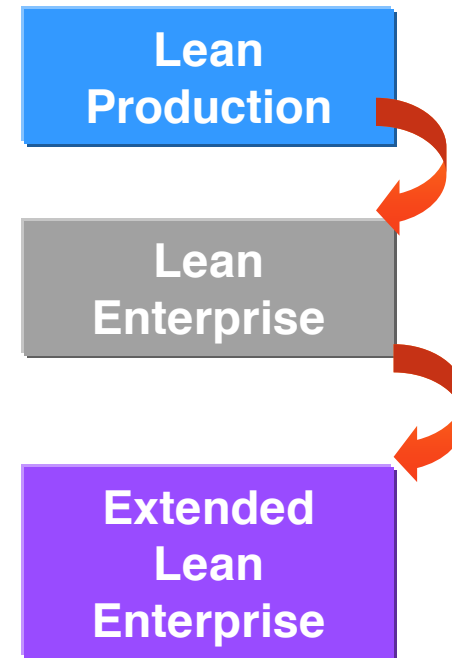 Lean
Production
Lean
Enterprise
Extended
Lean
Enterprise